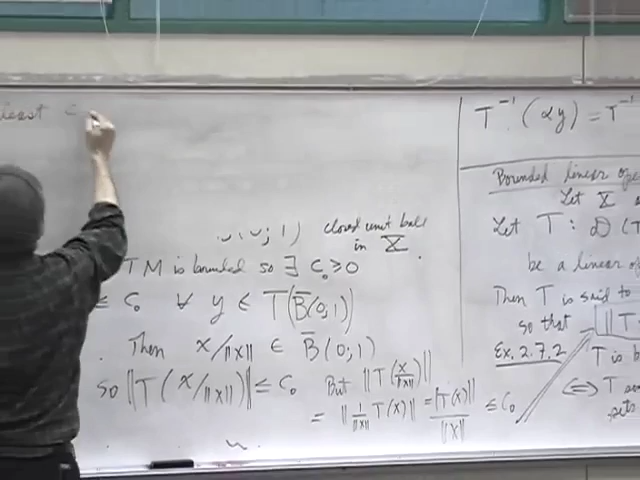 least
closed unit ball
in X
TM is bounded so ∃ C₀ ≥ 0
≤ C₀ ∀ y ∈ T(B̄(0;1))
. Then x/||x|| ∈ B̄(0;1)
so ||T(x/||x||)|| ≤ C₀ But ||T(x/||x||)||
= ||1/||x|| T(x)|| = ||T(x)||/||x|| ≤ C₀
T⁻¹(αy) = T⁻¹
Bounded linear ope
Let X
Let T: D(T
be a linear o
Then T is said to
so that ||T
Ex. 2.7.2 T is b
⟺ T
sets